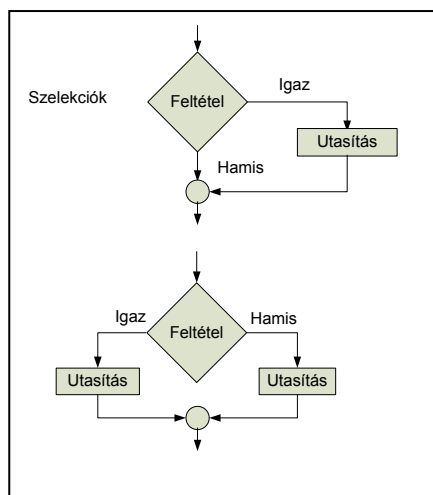 Szelekciók
Feltétel
Igaz
Utasítás
Hamis
Igaz
Feltétel
Hamis
Utasítás
Utasítás